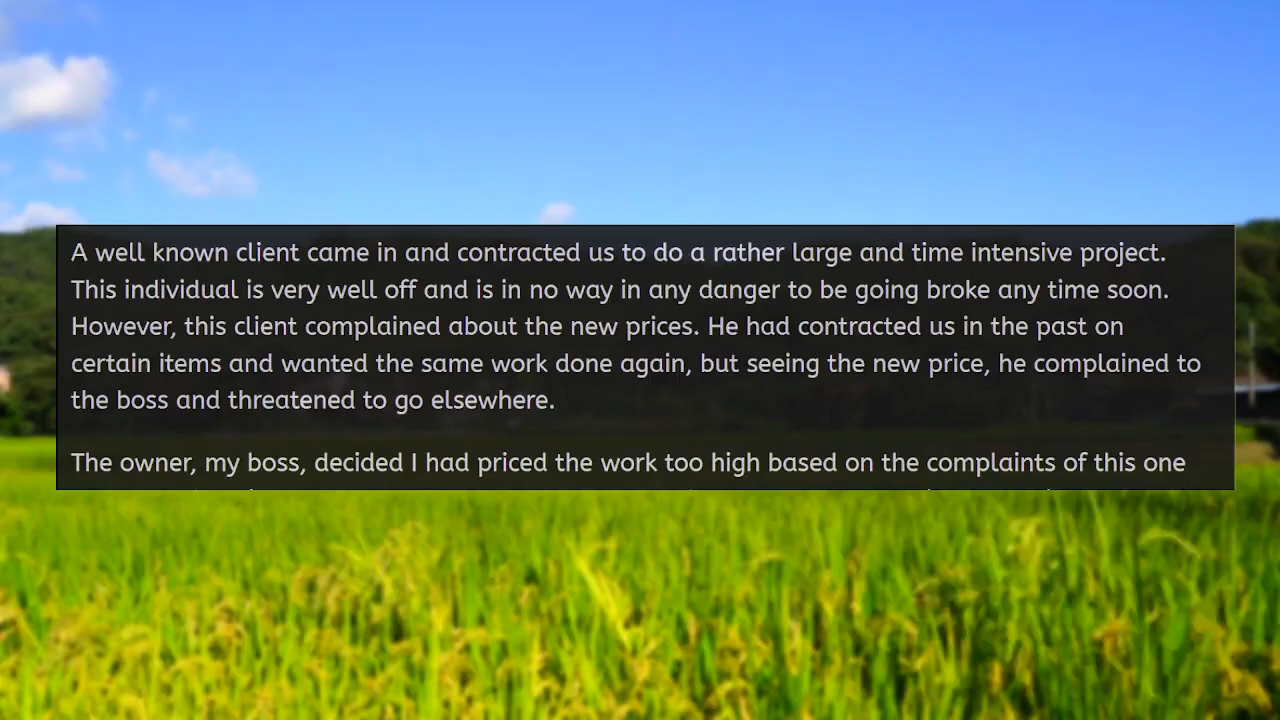 A well known client came in and contracted us to do a rather large and time intensive project.
This individual is very well off and is in no way in any danger to be going broke any time soon.
However, this client complained about the new prices. He had contracted us in the past on
certain items and wanted the same work done again, but seeing the new price, he complained to
the boss and threatened to go elsewhere.
The owner, my boss, decided I had priced the work too high based on the complaints of this one